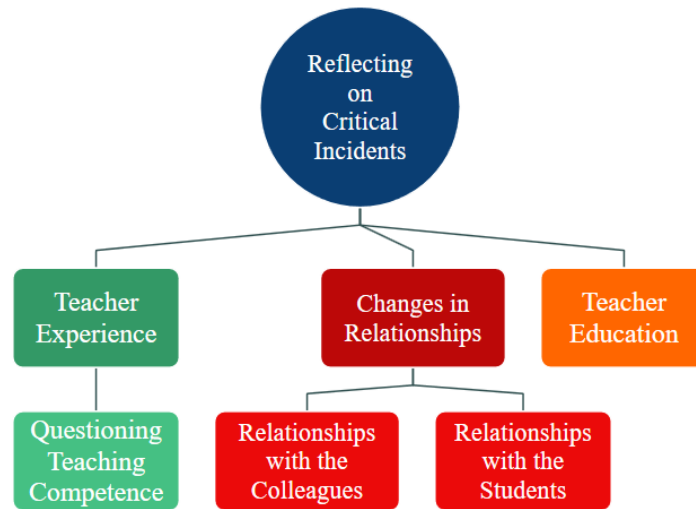 Reflecting
on
Critical
Incidents
Teacher
Experience
Changes in
Relationships
Teacher
Education
Questioning
Teaching
Competence
Relationships
with the
Colleagues
Relationships
with the
Students